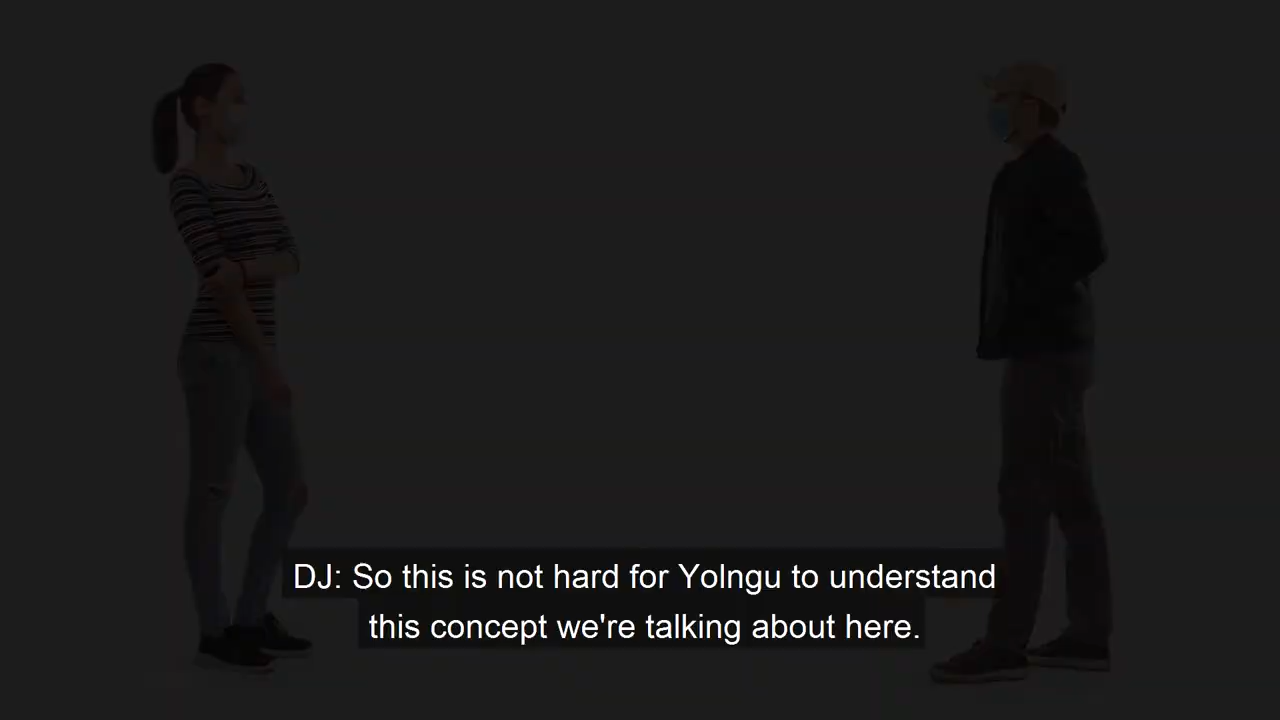 DJ: So this is not hard for Yolngu to understand
this concept we're talking about here.